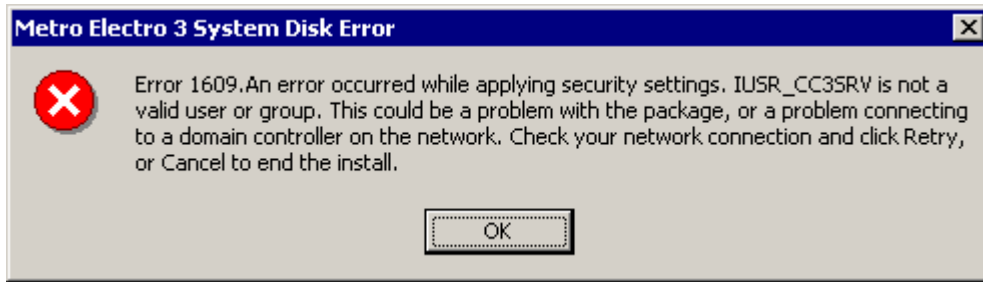 Metro Electro 3 System Disk Error
Error 1609.An error occurred while applying security settings. IUSR_CC3SRV is not a
valid user or group. This could be a problem with the package, or a problem connecting
to a domain controller on the network. Check your network connection and click Retry,
or Cancel to end the install.
OK